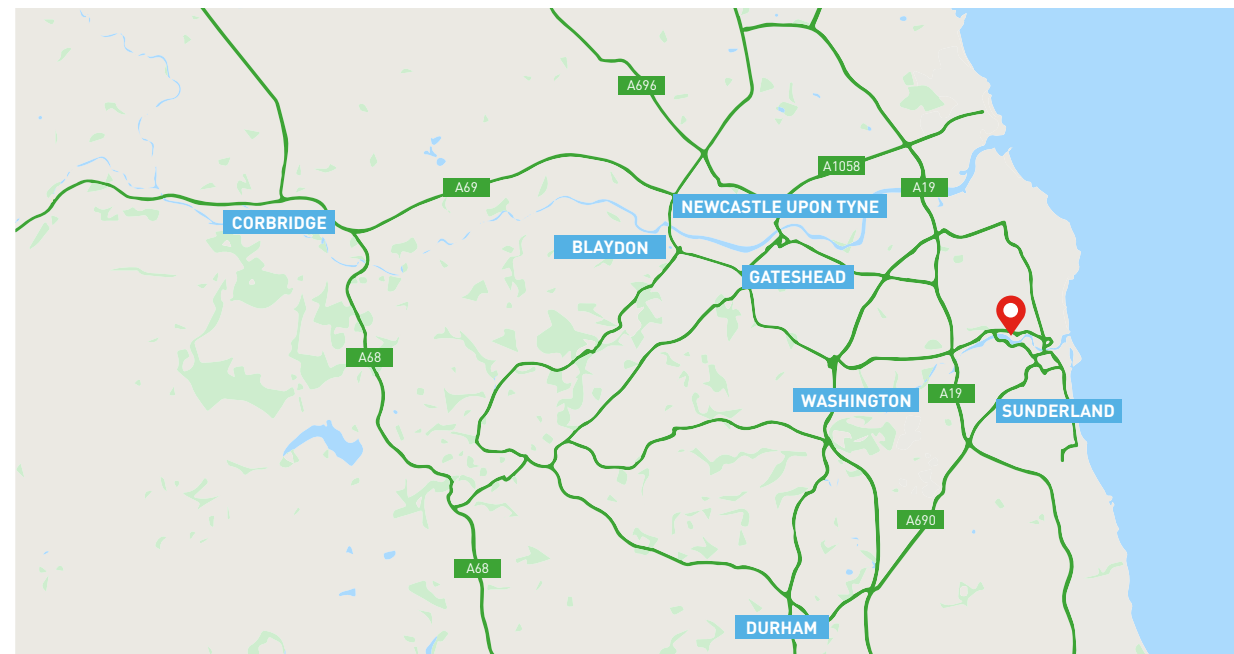 A696
A1058
A69
A19
NEWCASTLE UPON TYNE
CORBRIDGE
BLAYDON
GATESHEAD
A68
A19
WASHINGTON
SUNDERLAND
A690
A68
DURHAM